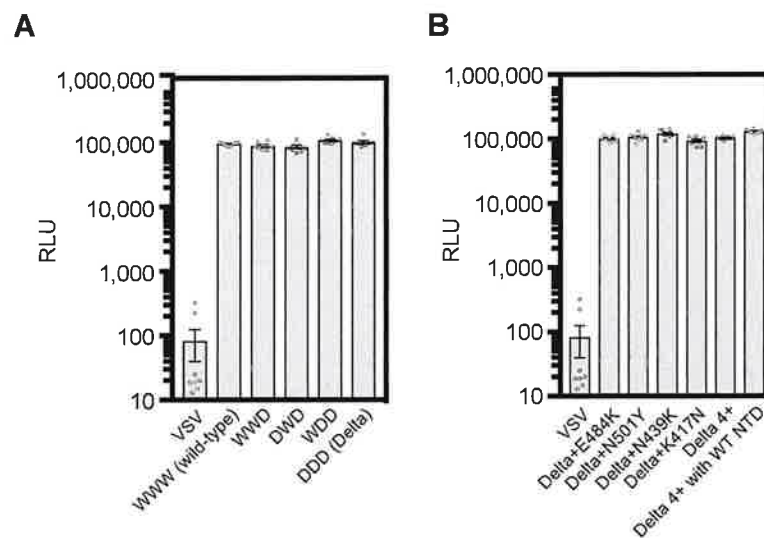 A
1,000,000
100,000
10,000
1,000
100
10
RLU
VSV
WWW (wild-type)
WWD
DWD
WDD
DDD (Delta)
B
1,000,000
100,000
10,000
1,000
100
10
RLU
VSV
Delta+E484K
Delta+N501Y
Delta+N439K
Delta+K417N
Delta 4+
Delta 4+ with WT NTD